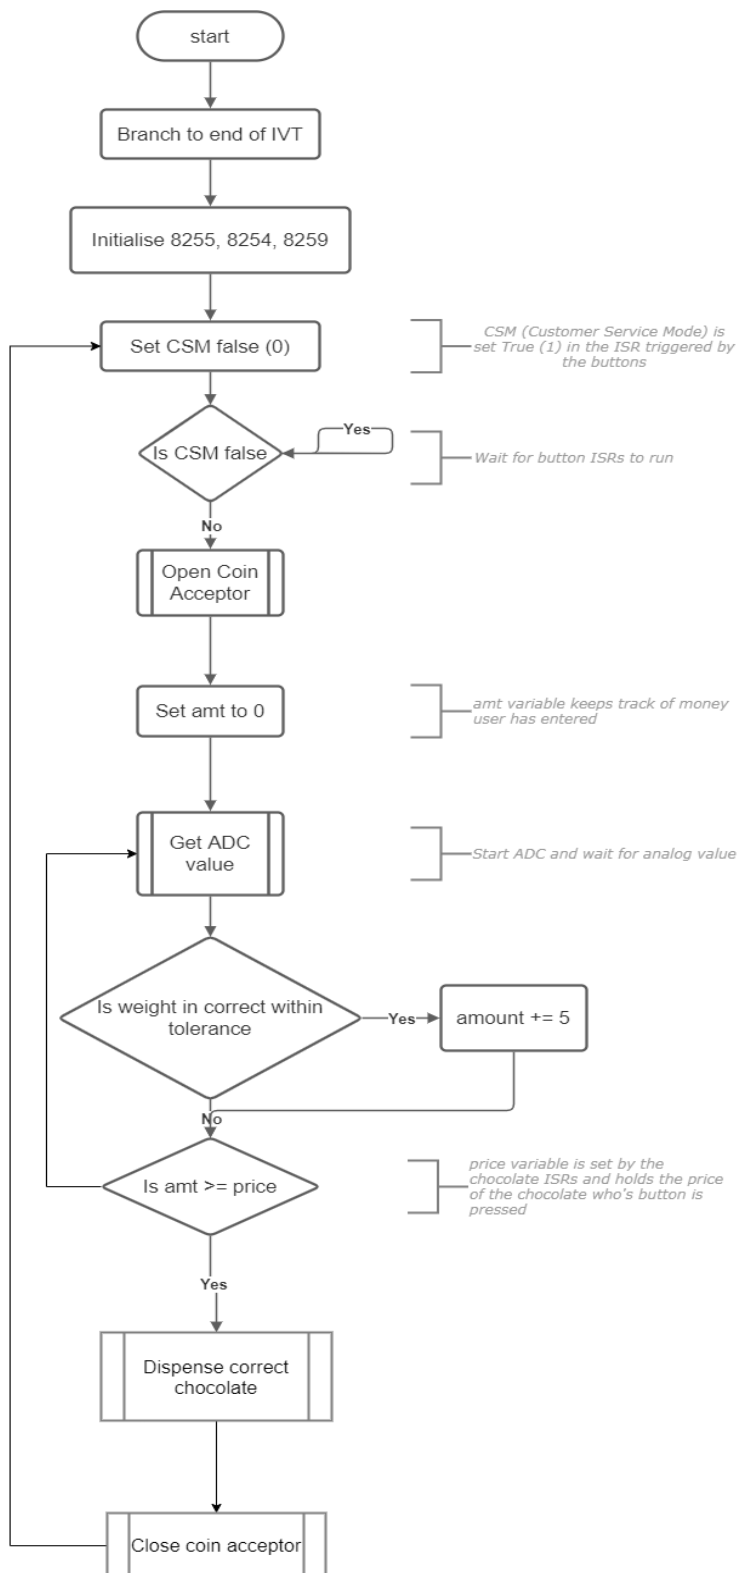 start
Branch to end of IVT
Initialise 8255, 8254, 8259
Set CSM false (0)
CSM (Customer Service Mode) is
set True (1) in the ISR triggered by
the buttons
Is CSM false
Yes
Wait for button ISRs to run
No
Open Coin
Acceptor
Set amt to 0
amt variable keeps track of money
user has entered
Get ADC
value
Start ADC and wait for analog value
Is weight in correct within
tolerance
Yes
amount += 5
No
Is amt >= price
price variable is set by the
chocolate ISRs and holds the price
of the chocolate who's button is
pressed
Yes
Dispense correct
chocolate
Close coin acceptor